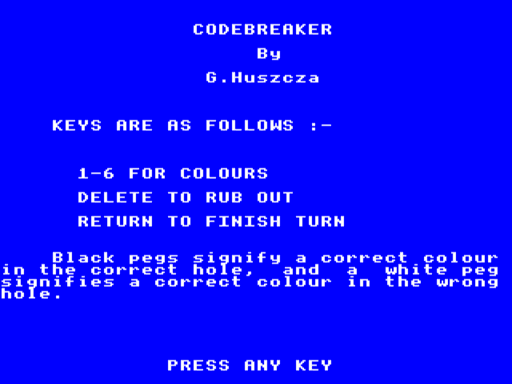 CODEBREAKER
By
G.Huszcza
KEYS ARE AS FOLLOWS :-
1-6 FOR COLOURS
DELETE TO RUB OUT
RETURN TO FINISH TURN
Black pegs signify a correct colour
in the correct hole,  and  a  white peg
signifies a correct colour in the wrong
hole.
PRESS ANY KEY